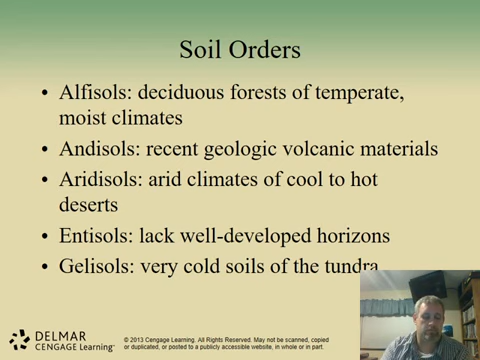 Soil Orders
• Alfisols: deciduous forests of temperate,
moist climates
• Andisols: recent geologic volcanic materials
• Aridisols: arid climates of cool to hot
deserts
• Entisols: lack well-developed horizons
• Gelisols: very cold soils of the tundra
DELMAR
CENGAGE Learning™
© 2013 Cengage Learning. All Rights Reserved. May not be scanned, copied
or duplicated, or posted to a publicly accessible website, in whole or in part.